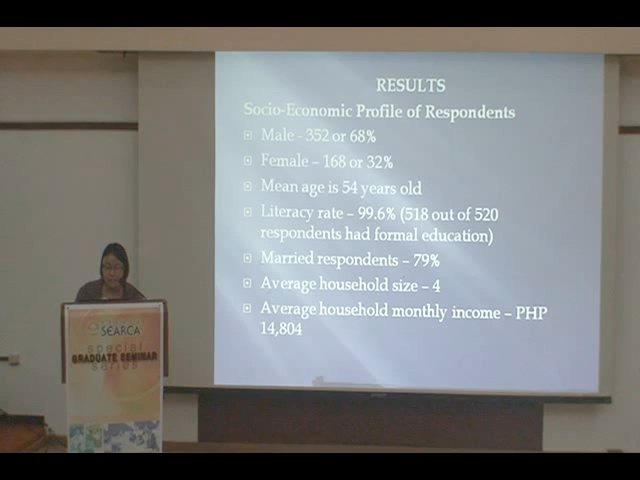 RESULTS
Socio-Economic Profile of Respondents
Male - 352 or 68%
Female – 168 or 32%
Mean age is 54 years old
Literacy rate – 99.6% (518 out of 520
respondents had formal education)
Married respondents – 79%
Average household size – 4
Average household monthly income – PHP
14,804
SEARCA
special
GRADUATE SEMINAR
series